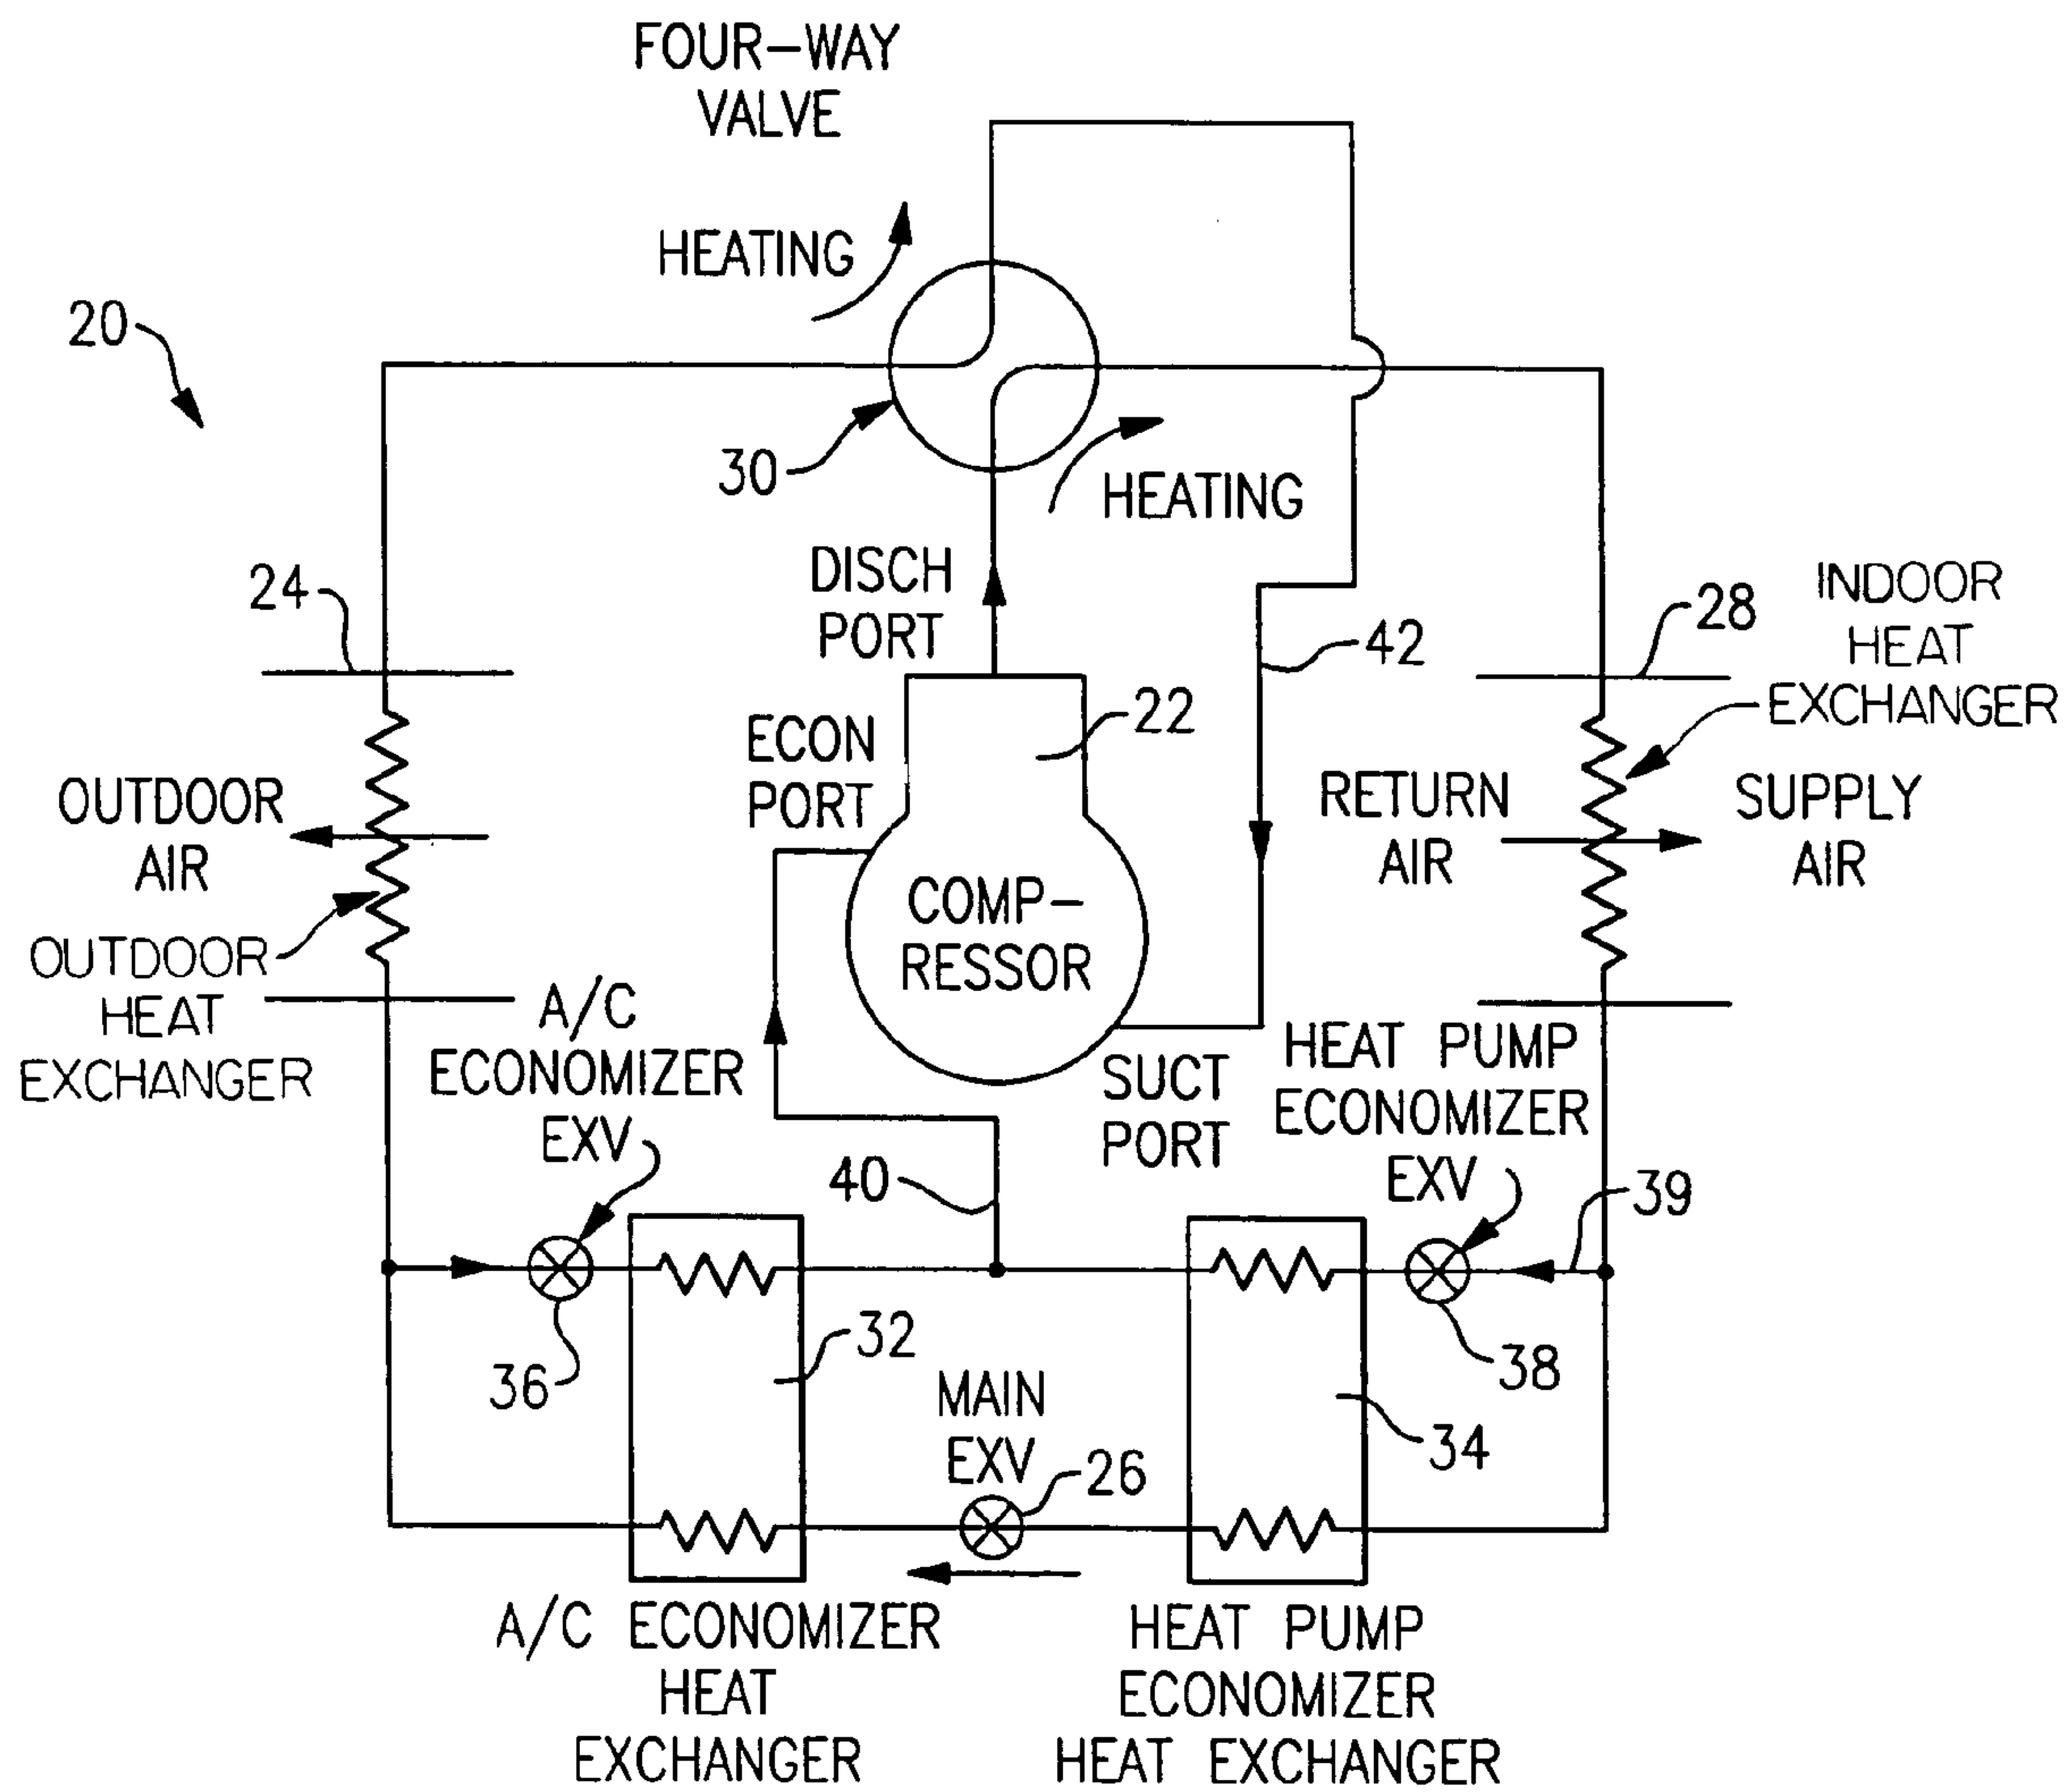 FOUR-WAY
VALVE
HEATING
20
30
HEATING
DISCH
PORT
24
42
28
INDOOR
HEAT
EXCHANGER
ECON
PORT
22
OUTDOOR
AIR
RETURN
AIR
SUPPLY
AIR
COMP-
RESSOR
OUTDOOR
HEAT
EXCHANGER
A/C
ECONOMIZER
EXV
SUCT
PORT
HEAT PUMP
ECONOMIZER
EXV
40
39
36
32
38
34
MAIN
EXV
26
A/C ECONOMIZER
HEAT
EXCHANGER
HEAT PUMP
ECONOMIZER
HEAT EXCHANGER